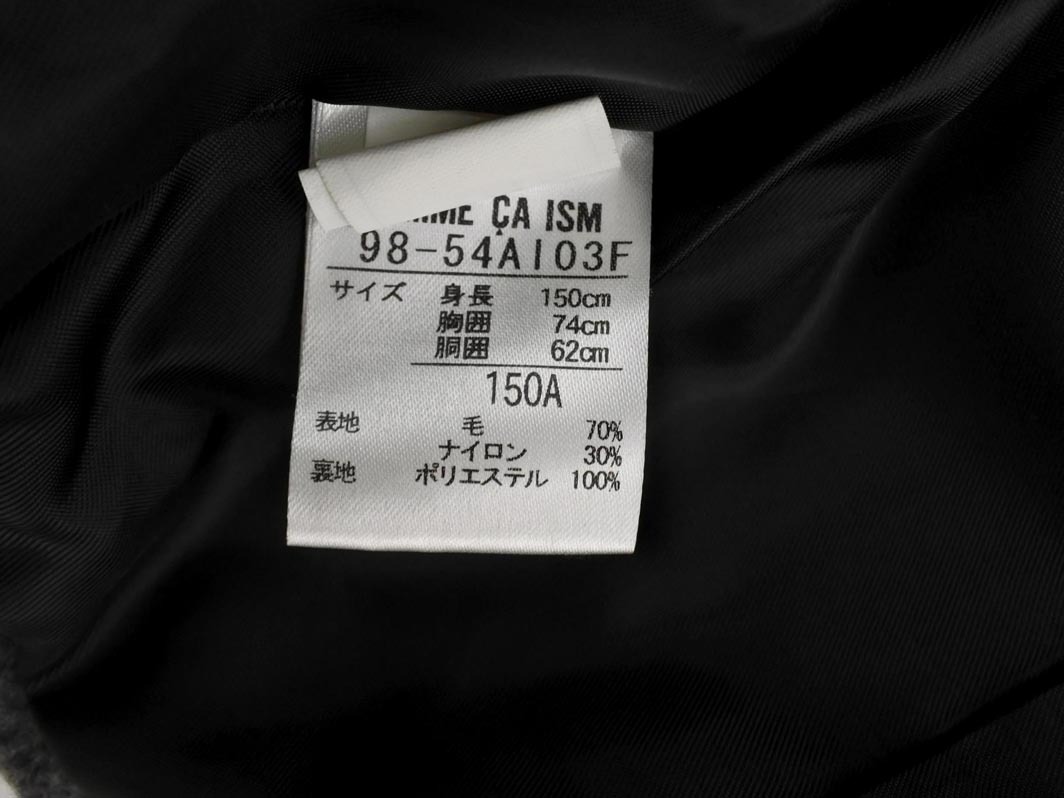 ÇA ISM
98-54AI03F
サイズ 身長 150cm
胸囲 74cm
胴囲 62cm
150A
表地 毛 70%
ナイロン 30%
裏地 ポリエステル 100%